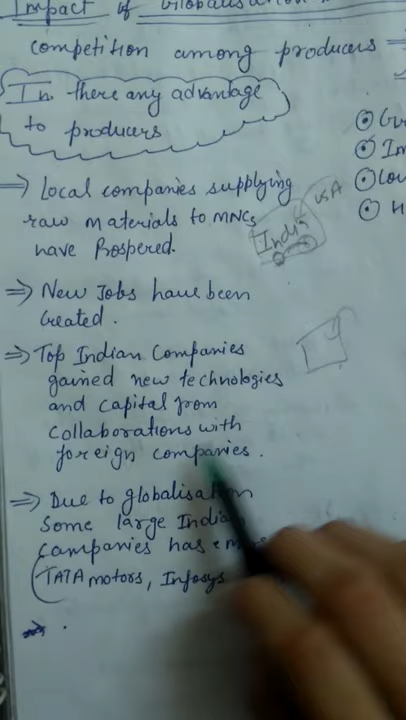 Impact of Globalisation
competition among producers
In there any advantage
to producers
⇒ Local companies supplying
raw materials to MNCs
have Prospered.
India
USA
⇒ New Jobs have been
Created.
⇒ Top Indian Companies
gained new technologies
and capital from
Collaborations with
foreign companies.
⇒ Due to globalisation
Some large Indian
Companies has
(TATA motors, Infosys